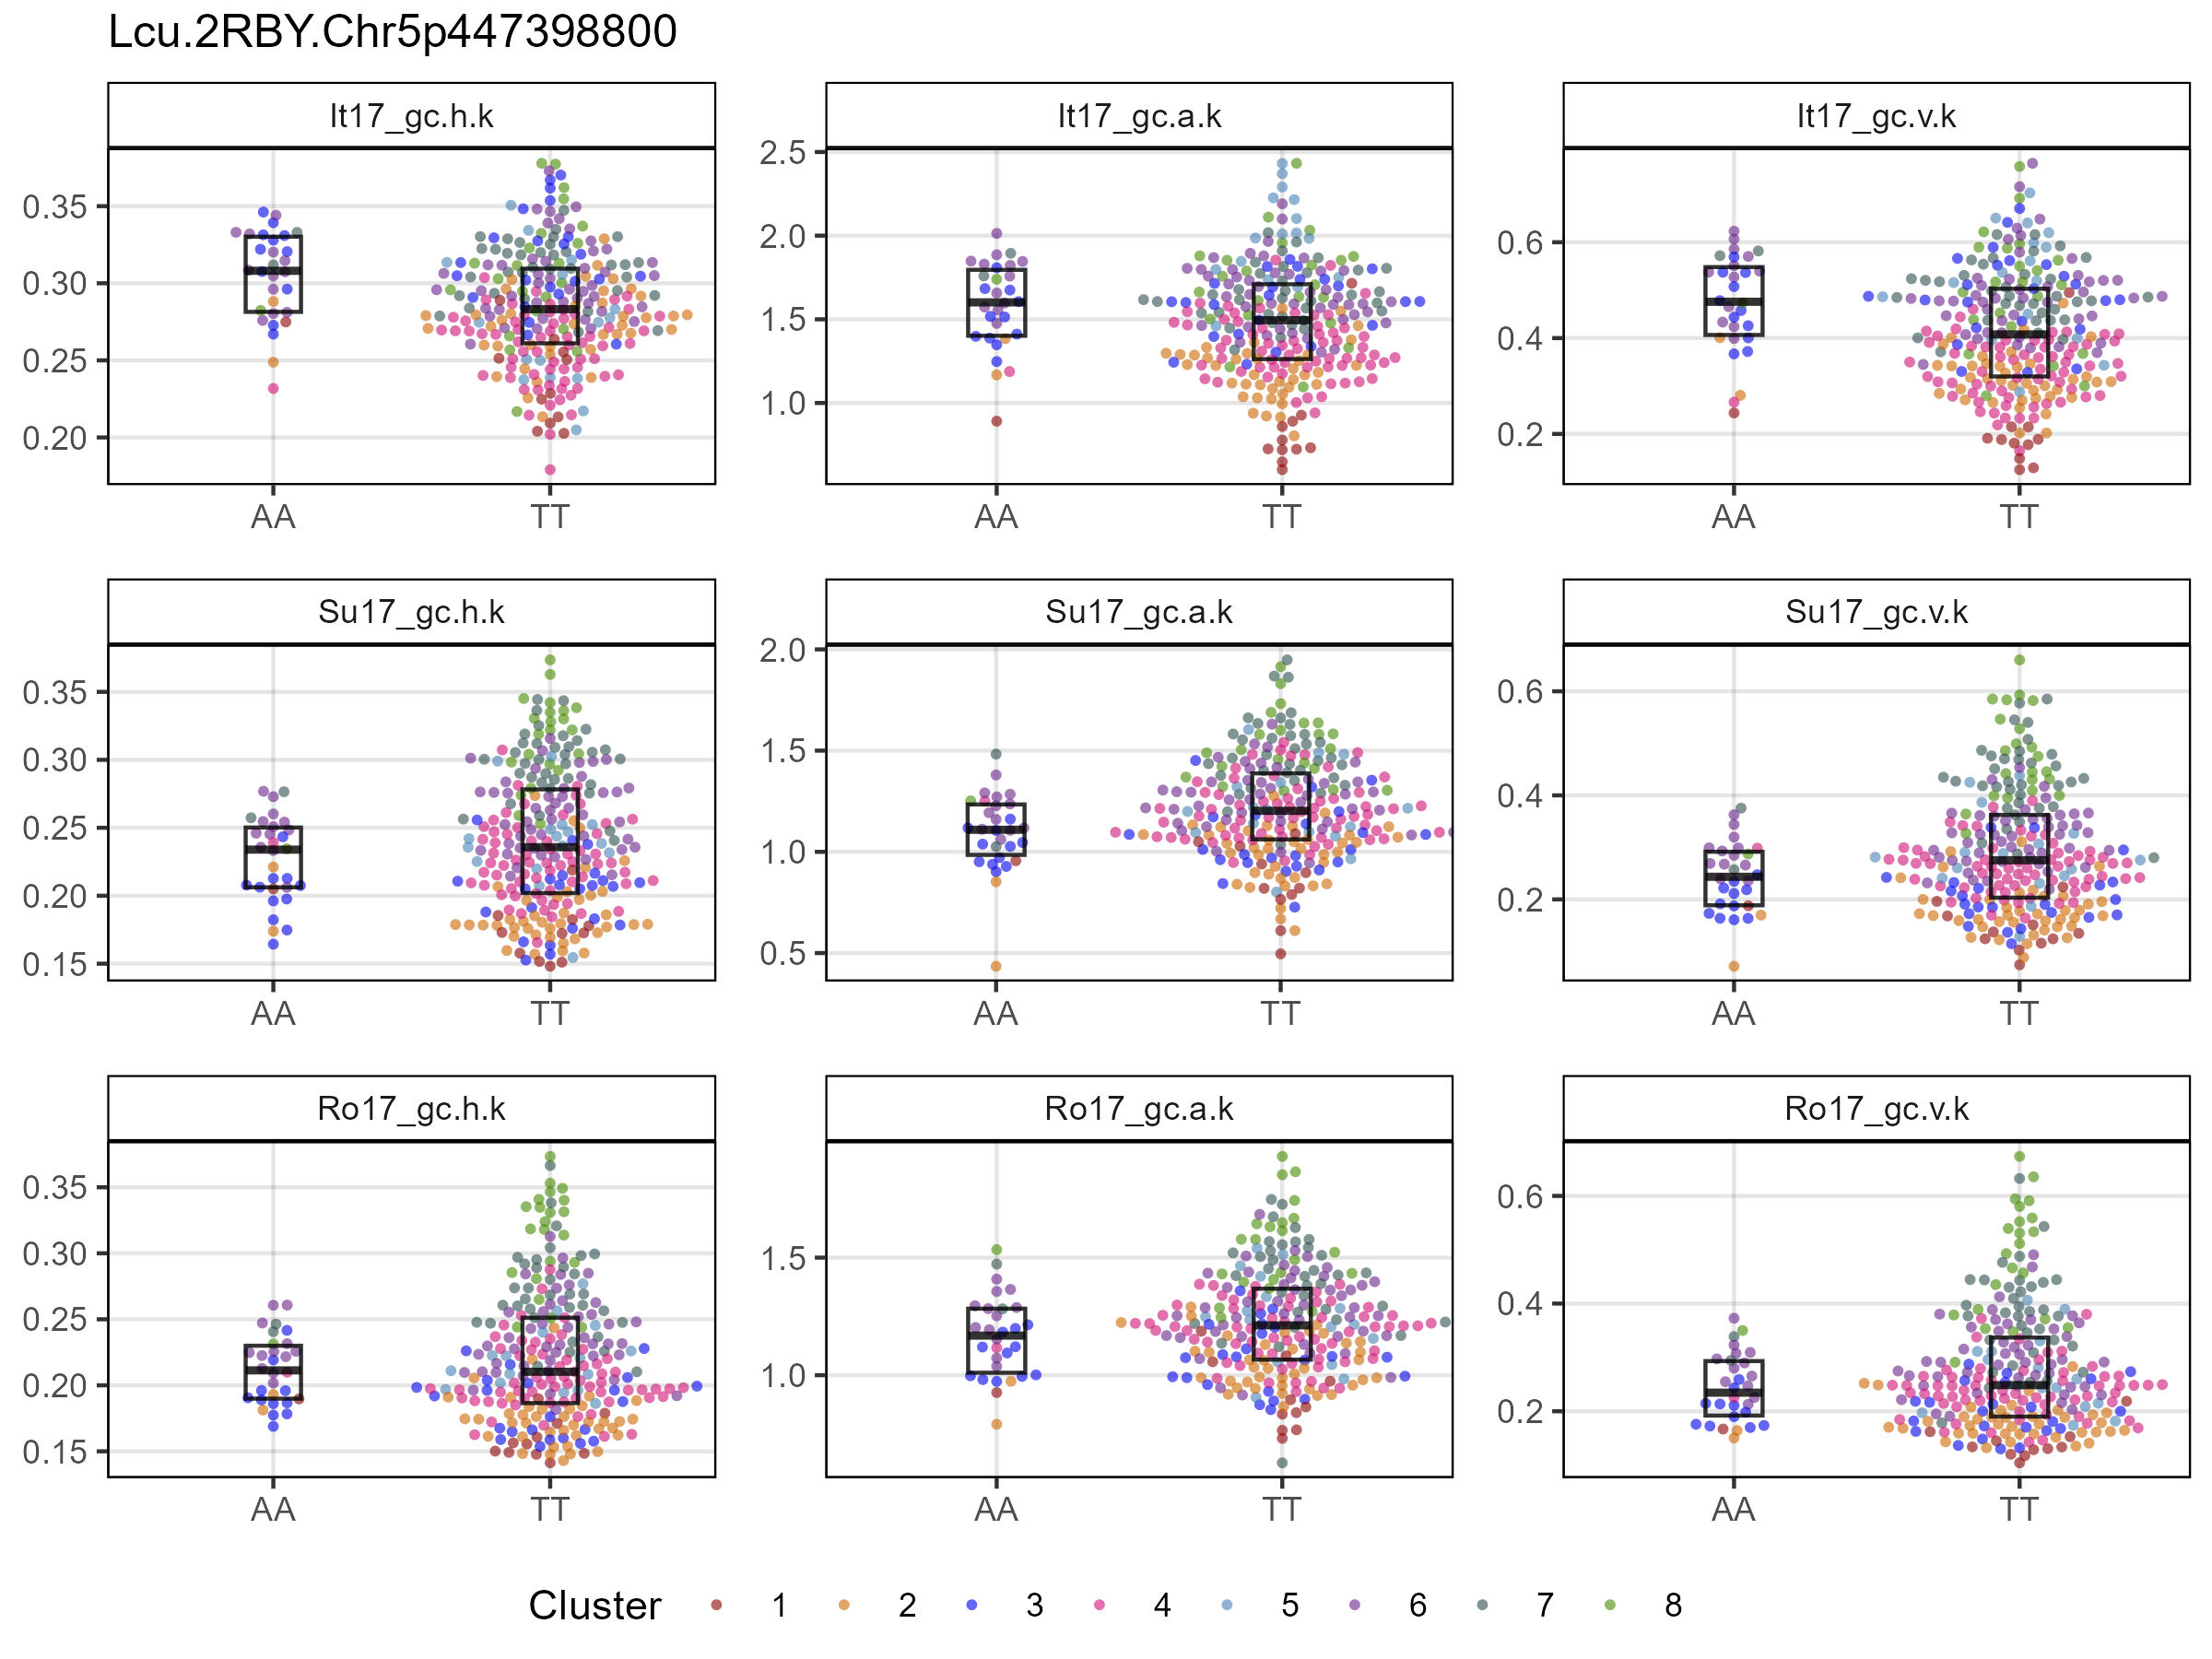 Lcu.2RBY.Chr5p447398800
It17_gc.h.k
It17_gc.a.k
It17_gc.v.k
0.35
0.30
0.25
0.20
2.5
2.0
1.5
1.0
0.6
0.4
0.2
AA TT
AA TT
AA TT
Su17_gc.h.k
Su17_gc.a.k
Su17_gc.v.k
0.35
0.30
0.25
0.20
0.15
2.0
1.5
1.0
0.5
0.6
0.4
0.2
AA TT
AA TT
AA TT
Ro17_gc.h.k
Ro17_gc.a.k
Ro17_gc.v.k
0.35
0.30
0.25
0.20
0.15
1.5
1.0
0.6
0.4
0.2
AA TT
AA TT
AA TT
Cluster 1 2 3 4 5 6 7 8